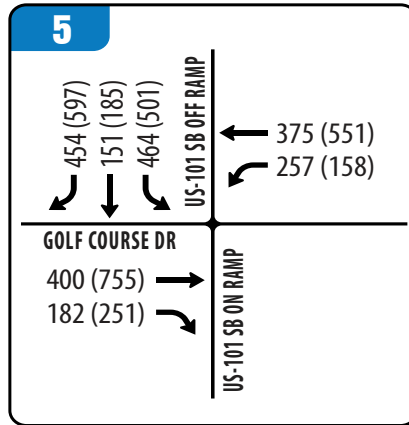 5
454 (597)
151 (185)
464 (501)
US-101 SB OFF RAMP
375 (551)
257 (158)
GOLF COURSE DR
400 (755)
182 (251)
US-101 SB ON RAMP